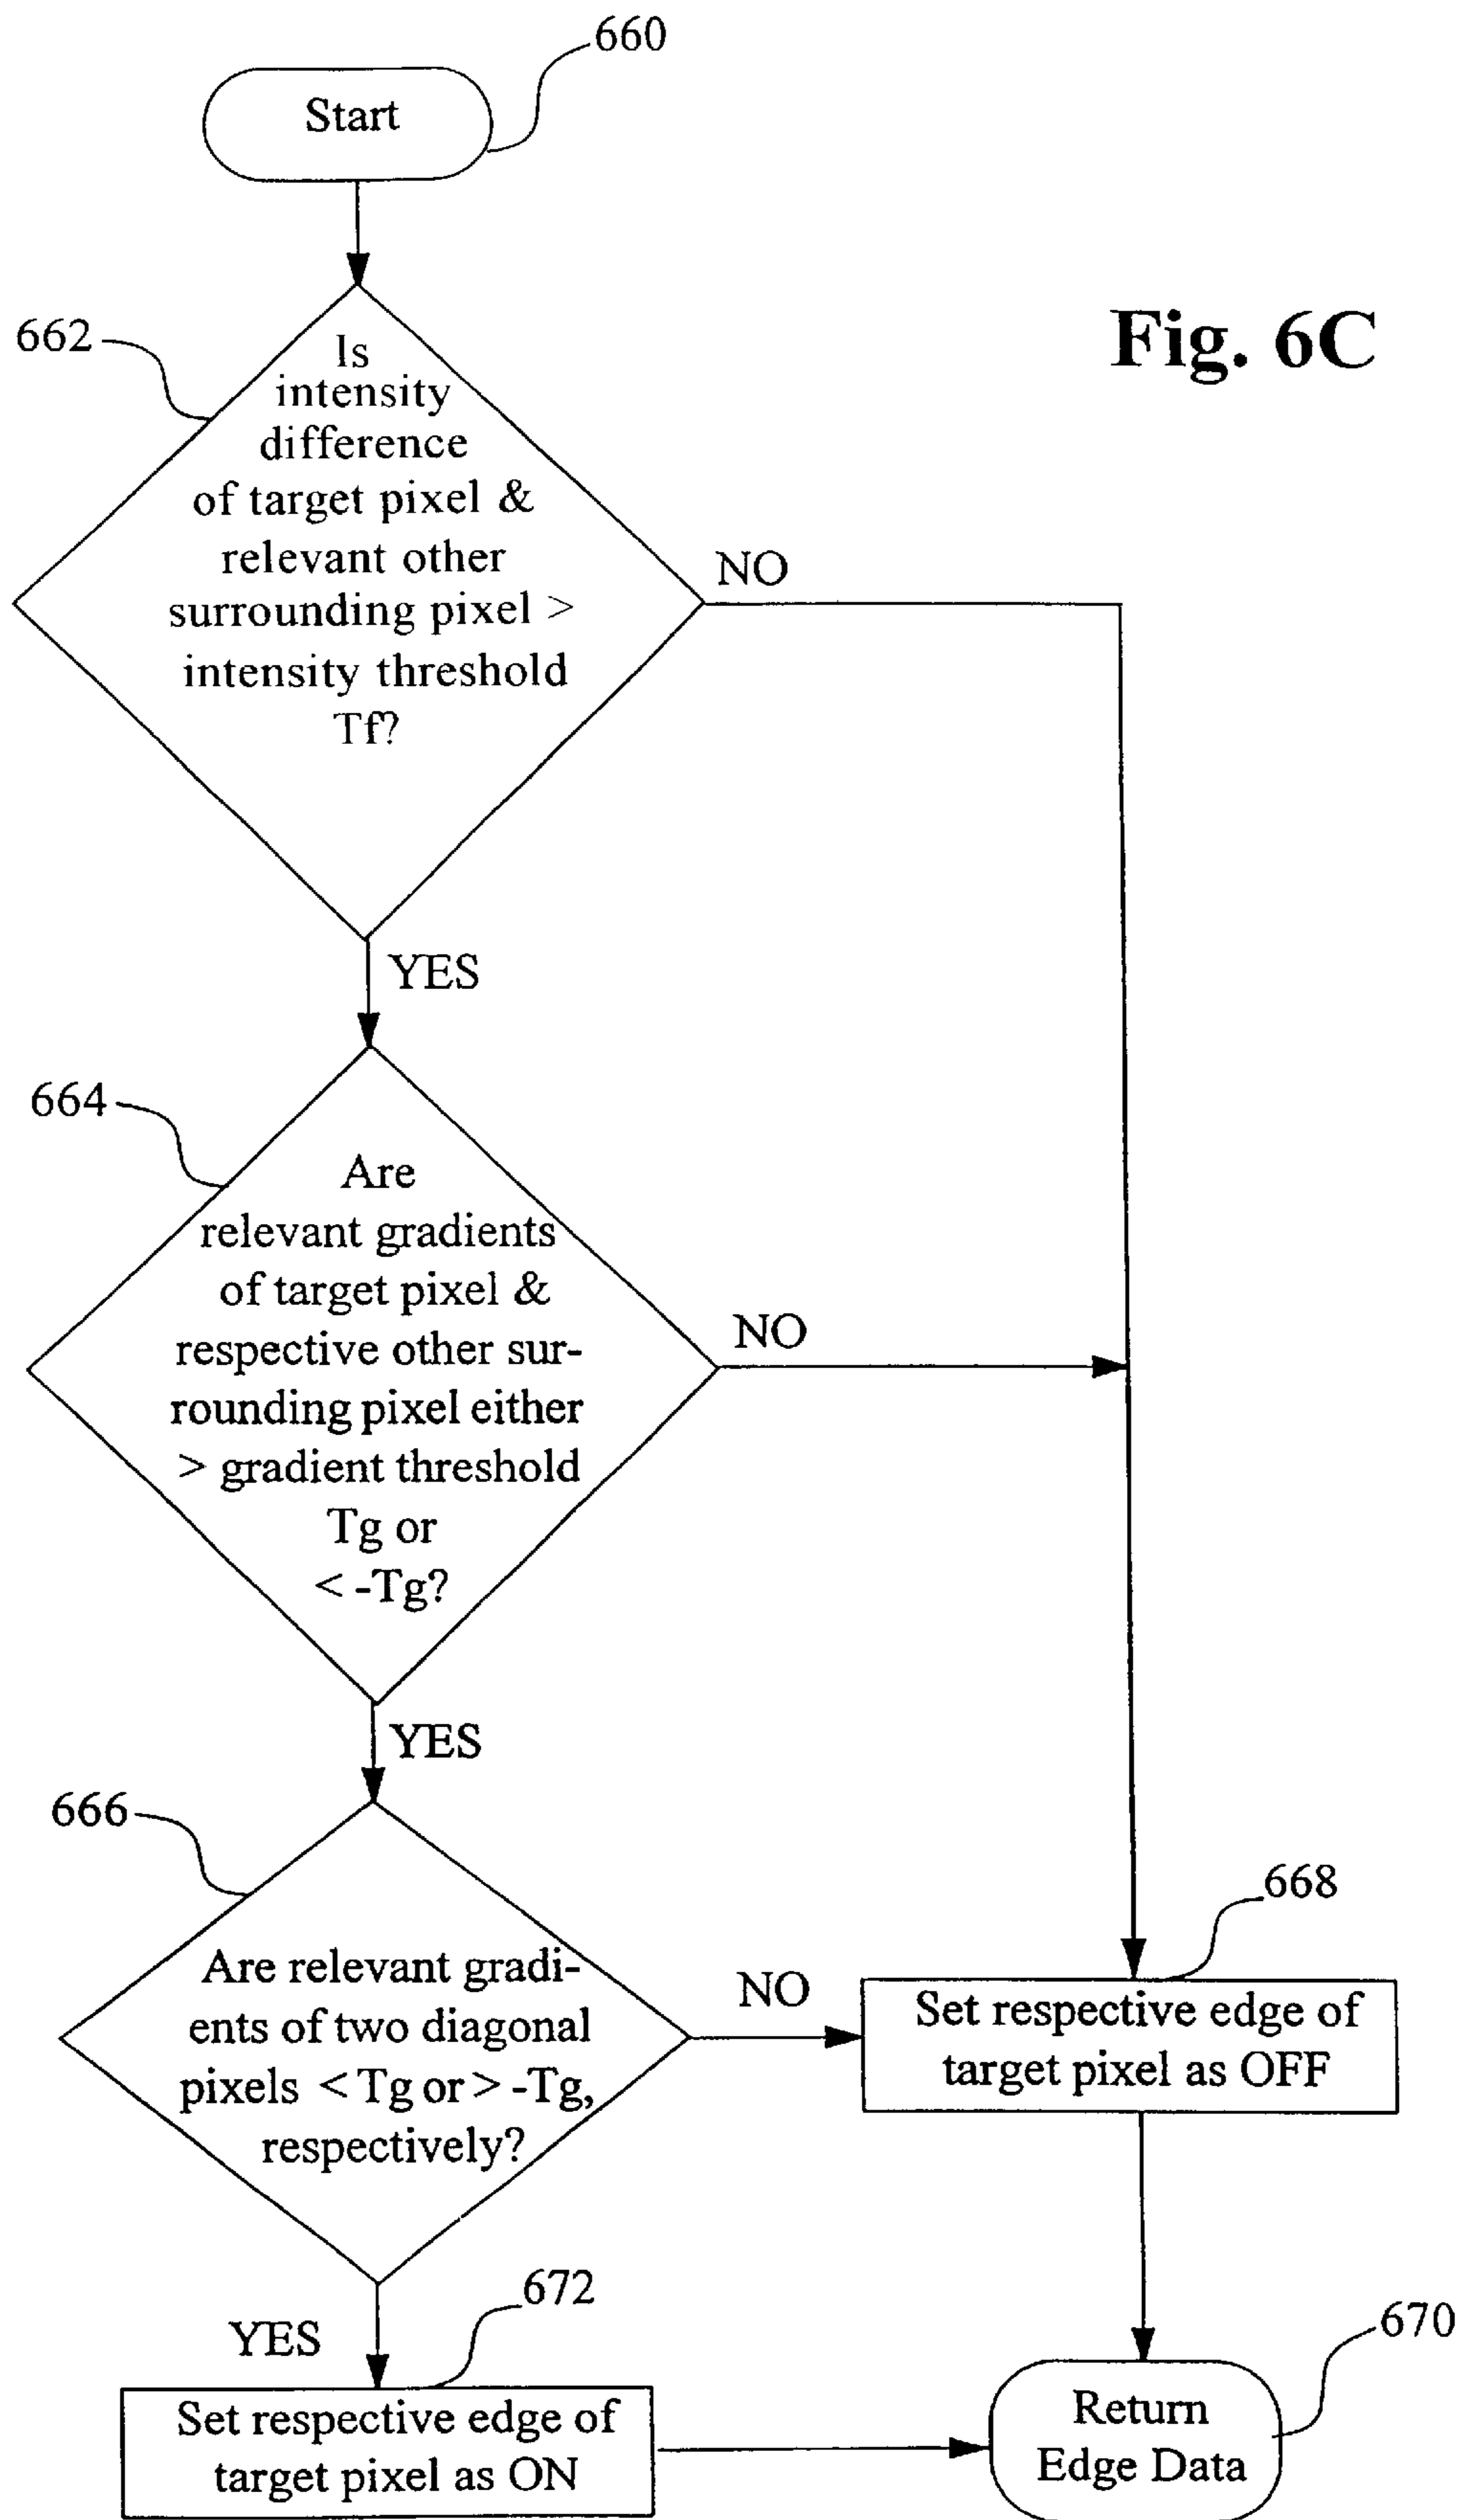 660
Start
Fig. 6C
662
Is
intensity
difference
of target pixel &
relevant other
surrounding pixel >
intensity threshold
Tf?
NO
YES
664
Are
relevant gradients
of target pixel &
respective other sur-
rounding pixel either
> gradient threshold
Tg or
< -Tg?
NO
YES
666
Are relevant gradi-
ents of two diagonal
pixels < Tg or > -Tg,
respectively?
NO
668
Set respective edge of
target pixel as OFF
YES
672
Set respective edge of
target pixel as ON
670
Return
Edge Data